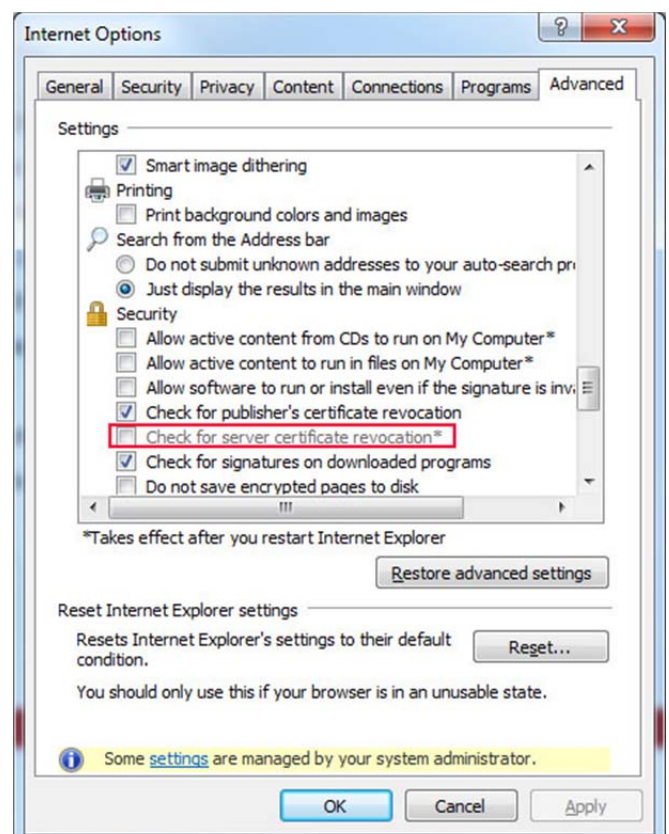 Internet Options
General Security Privacy Content Connections Programs Advanced
Settings
Smart image dithering
Printing
Print background colors and images
Search from the Address bar
Do not submit unknown addresses to your auto-search pr
Just display the results in the main window
Security
Allow active content from CDs to run on My Computer*
Allow active content to run in files on My Computer*
Allow software to run or install even if the signature is inv
Check for publisher's certificate revocation
Check for server certificate revocation*
Check for signatures on downloaded programs
Do not save encrypted pages to disk
*Takes effect after you restart Internet Explorer
Restore advanced settings
Reset Internet Explorer settings
Resets Internet Explorer's settings to their default
condition.
Reset...
You should only use this if your browser is in an unusable state.
Some settings are managed by your system administrator.
OK Cancel Apply